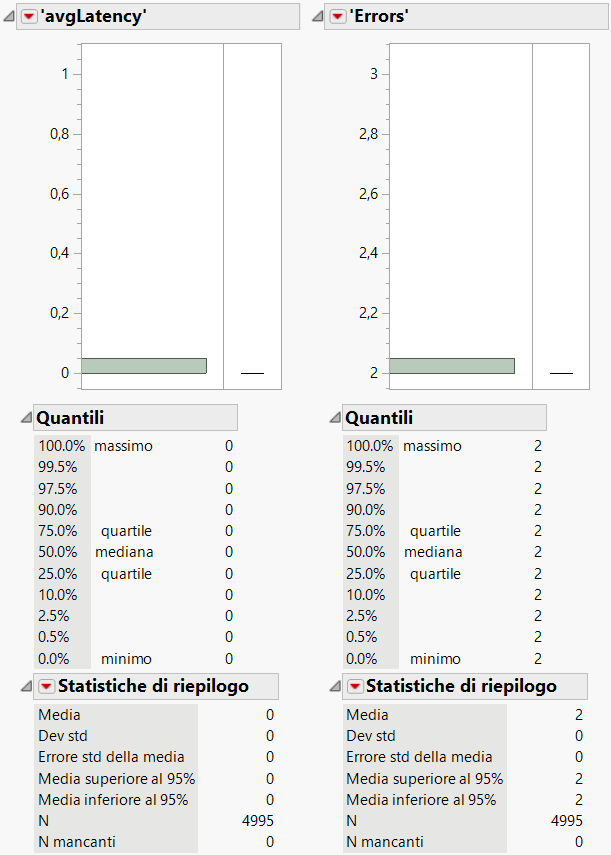 'avgLatency'
1
0,8
0,6
0,4
0,2
0
Quantili
100.0% massimo 0
99.5% 0
97.5% 0
90.0% 0
75.0% quartile 0
50.0% mediana 0
25.0% quartile 0
10.0% 0
2.5% 0
0.5% 0
0.0% minimo 0
Statistiche di riepilogo
Media 0
Dev std 0
Errore std della media 0
Media superiore al 95% 0
Media inferiore al 95% 0
N 4995
N mancanti 0
'Errors'
3
2,8
2,6
2,4
2,2
2
Quantili
100.0% massimo 2
99.5% 2
97.5% 2
90.0% 2
75.0% quartile 2
50.0% mediana 2
25.0% quartile 2
10.0% 2
2.5% 2
0.5% 2
0.0% minimo 2
Statistiche di riepilogo
Media 2
Dev std 0
Errore std della media 0
Media superiore al 95% 2
Media inferiore al 95% 2
N 4995
N mancanti 0